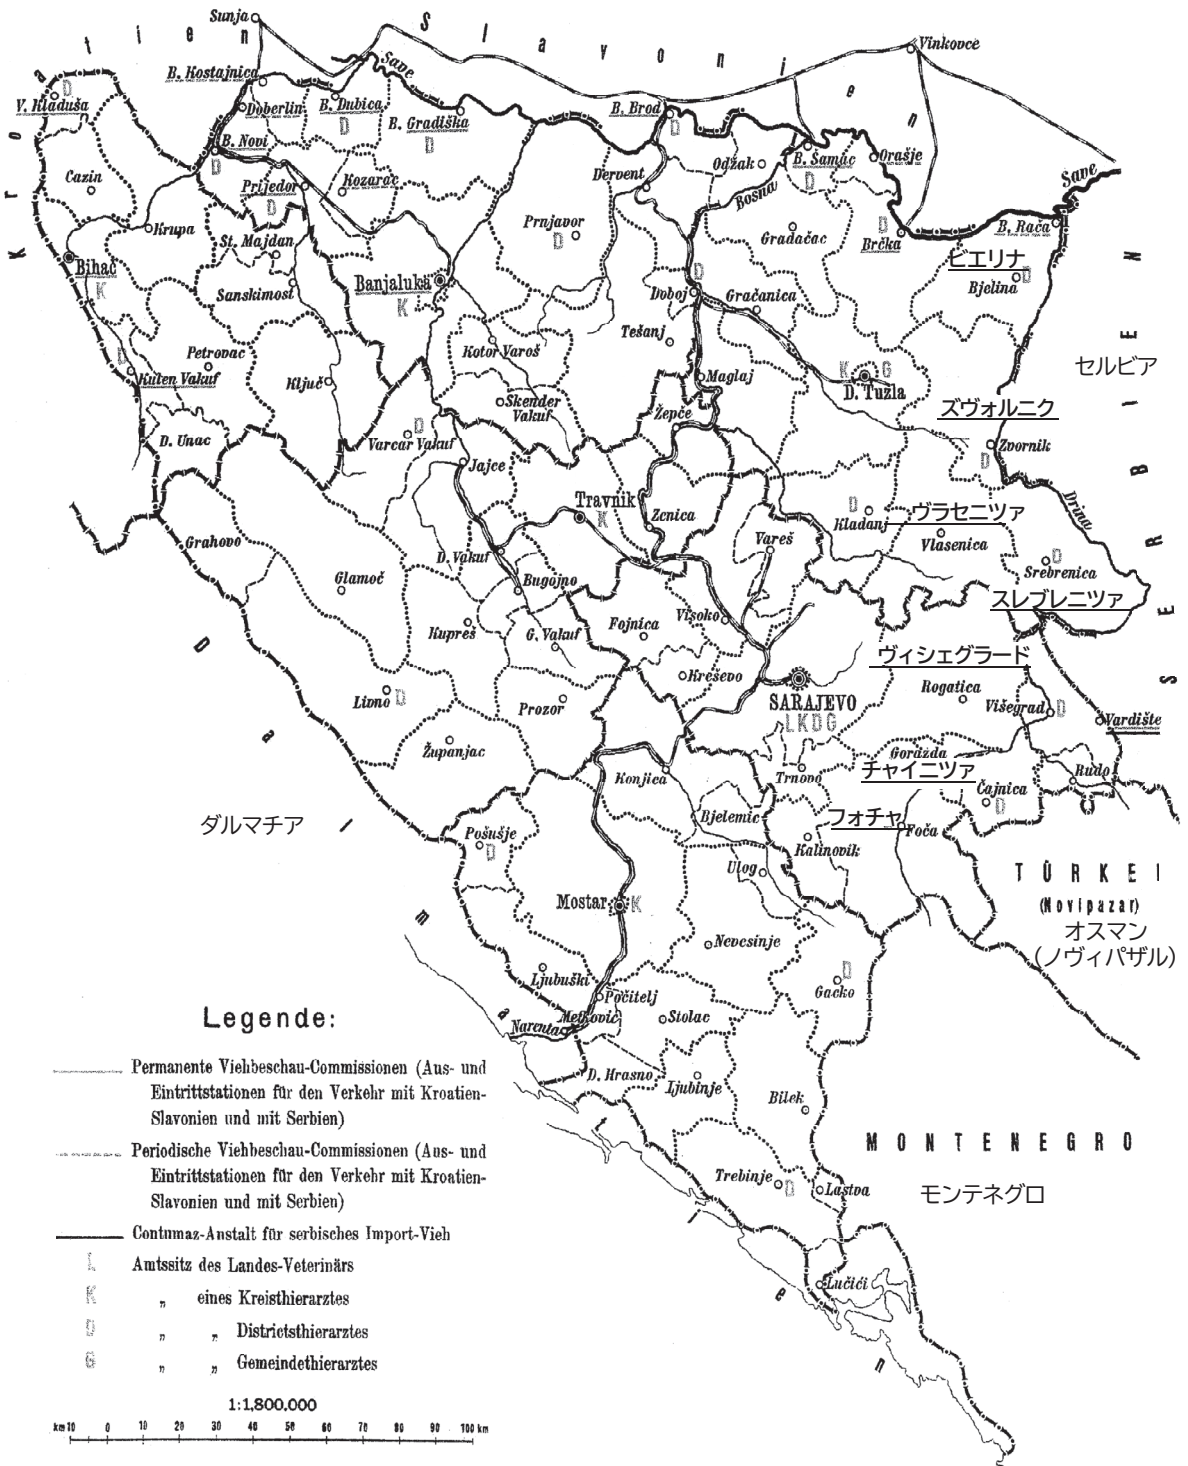 Sunja
Slavonien
Kroatien
Vinkovce
B. Kostajnica
Save
V. Kladuša
D
Doberlin
B. Dubica
D
B. Gradiška
D
B. Brod
D
B. Novi
D
Odžak
B. Šamac
D
Orašje
Save
Cazin
Prijedor
D
Kozarac
Dervent
Bosna
Krupa
St. Majdan
Prnjavor
D
Gradačac
D
Brčka
B. Rača
Bihać
K
Sanskimost
Banjaluka
K
D
Doboj
Gračanica
ビエリナ
D
Bjelina
Petrovac
Ključ
Kotor Varoš
Tešanj
Maglaj
K G
D. Tuzla
セルビア
SERBIEN
D
Kulen Vakuf
Skender
Vakuf
Žepče
ズヴォルニク
D. Unac
D
Varcar Vakuf
Jajce
Zvornik
D
Drina
Grahovo
Travnik
K
Zenica
D
Kladanj
ヴラセニツァ
Vlasenica
D. Vakuf
Vareš
D
Srebrenica
Glamoč
Bugojno
スレブレニツァ
Kupreš
G. Vakuf
Fojnica
Visoko
ヴィシェグラード
Livno
D
Prozor
Kreševo
SARAJEVO
LKDG
Rogatica
Višegrad
D
Vardište
Županjac
Konjica
Trnovo
Goražda
チャイニツァ
Čajnica
D
Rudo
ダルマチア
Dalmatien
Pošušje
D
Bjelemic
Kalinovik
フォチャ
Foča
Ulog
TÜRKEI
(Novipazar)
オスマン
(ノヴィパザル)
Mostar
K
Nevesinje
D
Gacko
Ljubuški
Počitelj
Metković
Narenta
Stolac
D. Hrasno
Ljubinje
Bilek
MONTENEGRO
モンテネグロ
Trebinje
D
Lastva
Lučići
Legende:
Permanente Viehbeschau-Commissionen (Aus- und
Eintrittstationen für den Verkehr mit Kroatien-
Slavonien und mit Serbien)
Periodische Viehbeschau-Commissionen (Aus- und
Eintrittstationen für den Verkehr mit Kroatien-
Slavonien und mit Serbien)
Contumaz-Anstalt für serbisches Import-Vieh
L Amtssitz des Landes-Veterinärs
K " eines Kreisthierarztes
D " " Districtsthierarztes
G " " Gemeindethierarztes
1:1,800,000
km 10 0 10 20 30 40 50 60 70 80 90 100 km